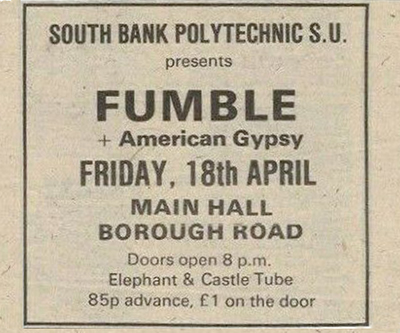 SOUTH BANK POLYTECHNIC S.U.
presents
FUMBLE
+ American Gypsy
FRIDAY, 18th APRIL
MAIN HALL
BOROUGH ROAD
Doors open 8 p.m.
Elephant & Castle Tube
85p advance, £1 on the door